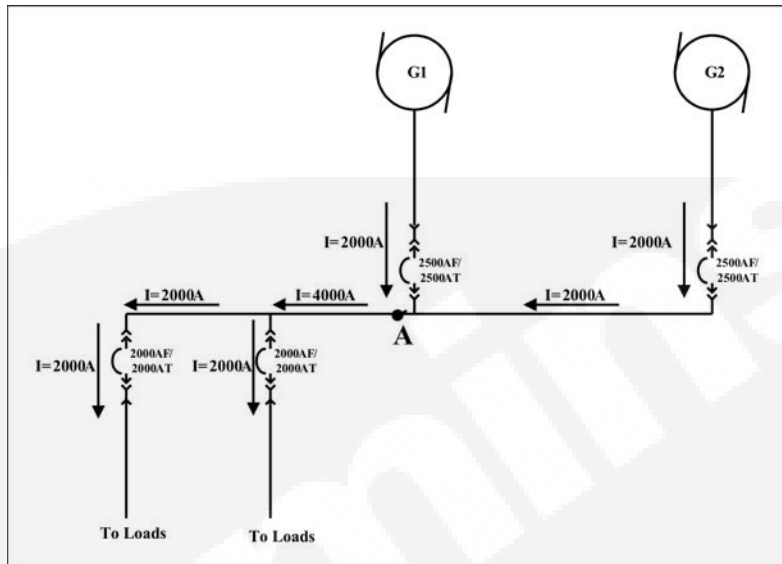 G1
G2
I=2000A
2500AF/
2500AT
I=2000A
2500AF/
2500AT
I=2000A
I=4000A
I=2000A
A
I=2000A
2000AF/
2000AT
I=2000A
2000AF/
2000AT
To Loads
To Loads